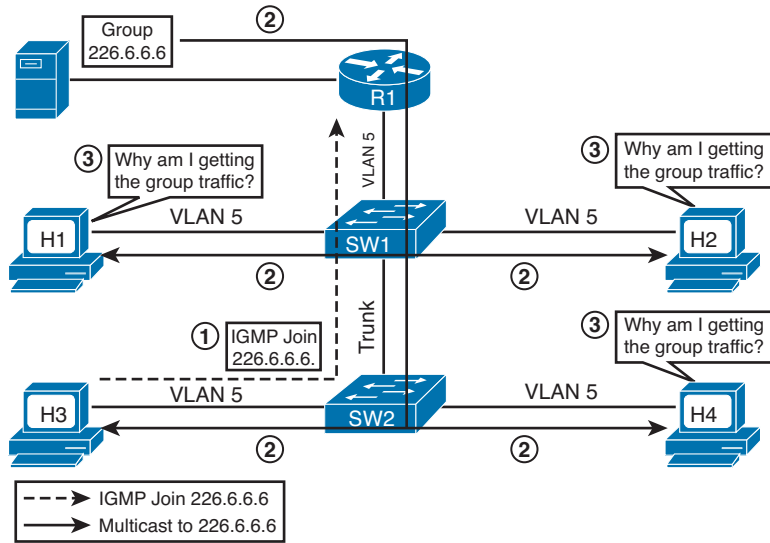 Group
226.6.6.6
2
R1
VLAN 5
3
Why am I getting
the group traffic?
3
Why am I getting
the group traffic?
H1
VLAN 5
SW1
VLAN 5
H2
2
2
1
IGMP Join
226.6.6.6.
Trunk
3
Why am I getting
the group traffic?
H3
VLAN 5
SW2
VLAN 5
H4
2
2
IGMP Join 226.6.6.6
Multicast to 226.6.6.6